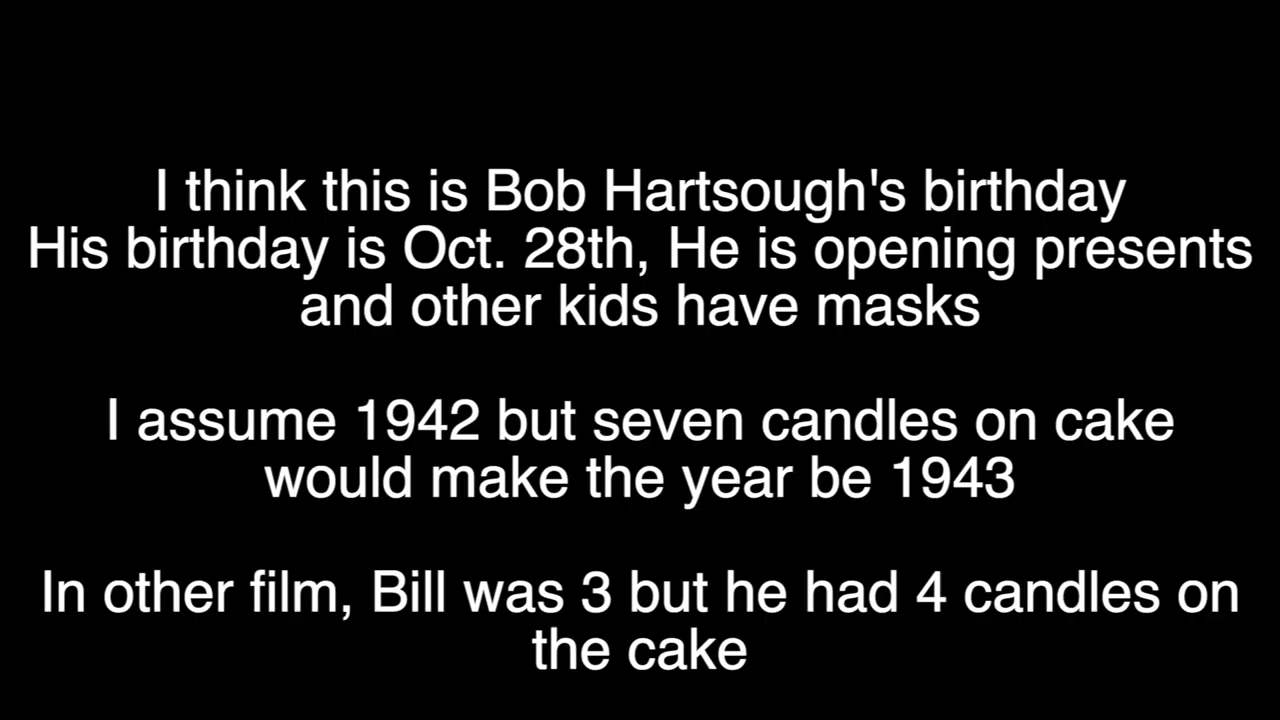 I think this is Bob Hartsough's birthday
His birthday is Oct. 28th, He is opening presents
and other kids have masks
I assume 1942 but seven candles on cake
would make the year be 1943
In other film, Bill was 3 but he had 4 candles on
the cake